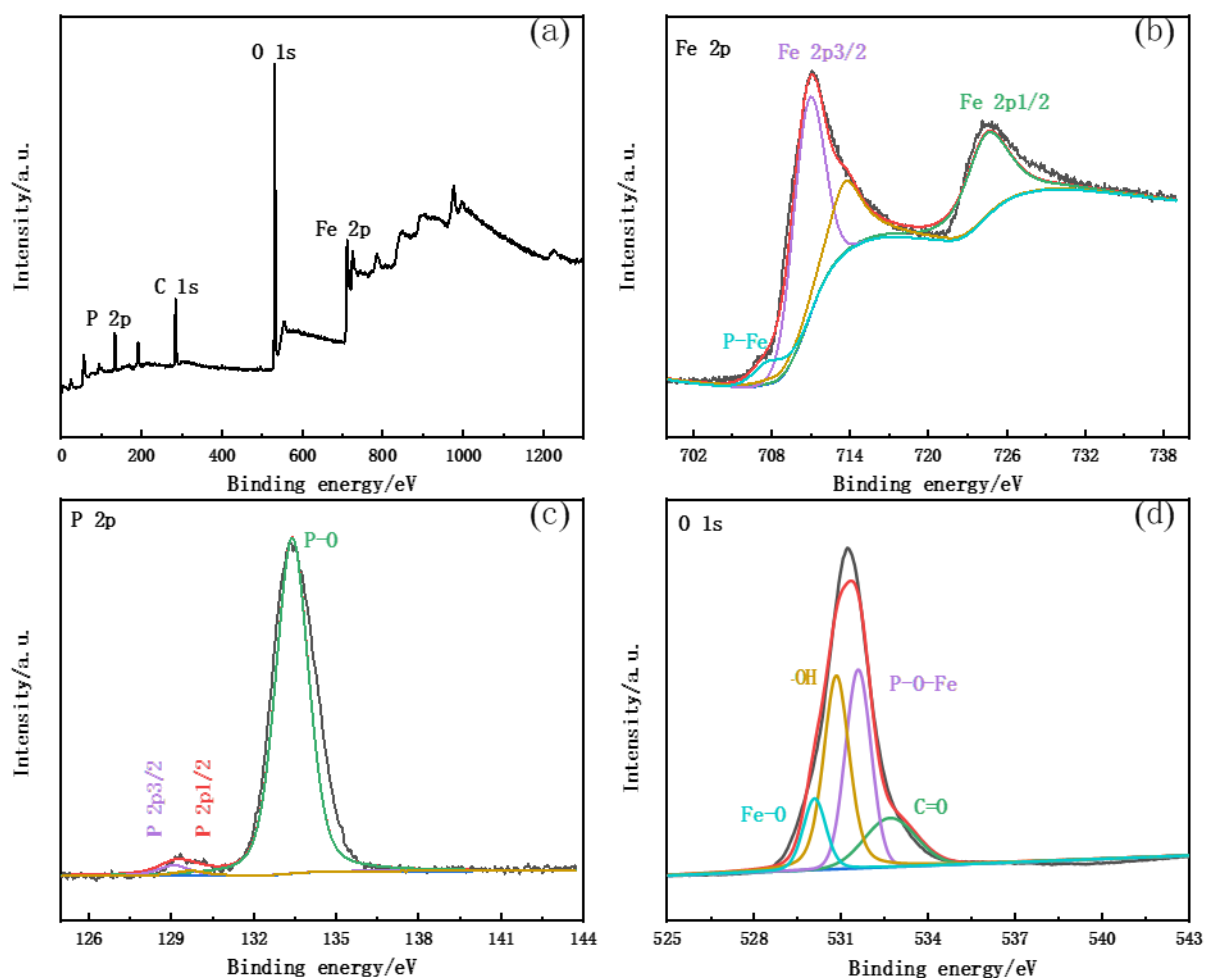 (a)
O 1s
Fe 2p
C 1s
P 2p
Intensity/a.u.
0 200 400 600 800 1000 1200
Binding energy/eV
(b)
Fe 2p
Fe 2p3/2
Fe 2p1/2
P-Fe
Intensity/a.u.
702 708 714 720 726 732 738
Binding energy/eV
(c)
P 2p
P-O
P 2p3/2
P 2p1/2
Intensity/a.u.
126 129 132 135 138 141 144
Binding energy/eV
(d)
O 1s
-OH
P-O-Fe
Fe-O
C=O
Intensity/a.u.
525 528 531 534 537 540 543
Binding energy/eV